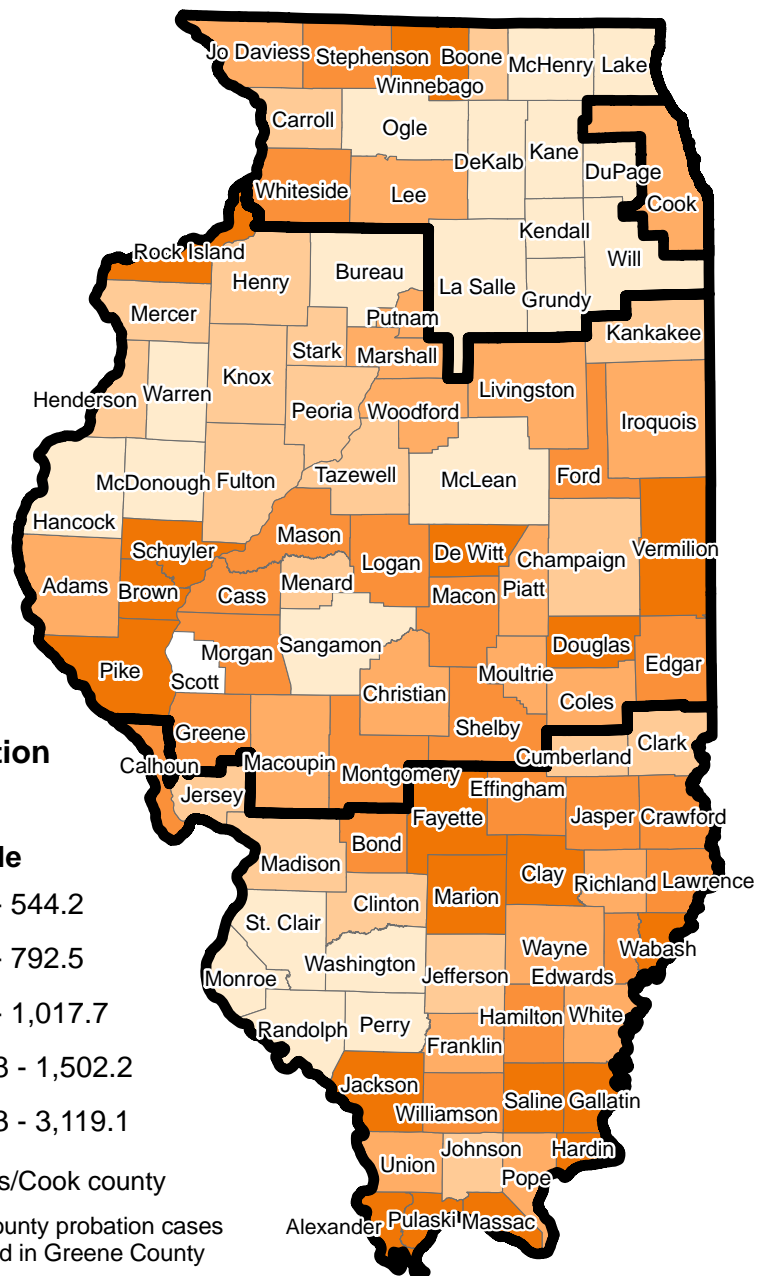 Jo Daviess Stephenson Boone McHenry Lake
Winnebago
Carroll Ogle DeKalb Kane DuPage
Whiteside Lee Cook
Rock Island Kendall Will
Henry Bureau La Salle Grundy
Mercer Putnam Kankakee
Stark Marshall
Henderson Warren Knox Peoria Woodford Livingston Iroquois
McDonough Fulton Tazewell McLean Ford
Hancock
Schuyler Mason Logan De Witt Champaign Vermilion
Adams Brown Cass Menard Macon Piatt
Pike Scott Morgan Sangamon Moultrie Douglas Edgar
Christian Coles
Greene Shelby
Calhoun Macoupin Montgomery Cumberland Clark
Jersey Effingham
Fayette Jasper Crawford
Madison Bond
Clinton Marion Clay Richland Lawrence
St. Clair
Monroe Washington Jefferson Wayne Wabash
Edwards
Randolph Perry Hamilton White
Franklin
Jackson
Williamson Saline Gallatin
Union Johnson Hardin
Pope
Alexander Pulaski Massac
- 544.2
- 792.5
- 1,017.7
- 1,502.2
- 3,119.1
/Cook county
probation cases
in Greene County